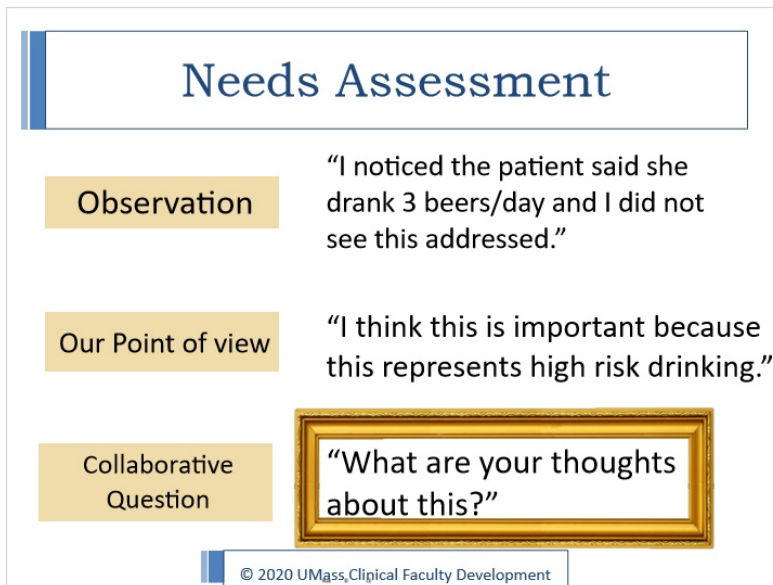 Needs Assessment
Observation
“I noticed the patient said she
drank 3 beers/day and I did not
see this addressed.”
Our Point of view
“I think this is important because
this represents high risk drinking.”
Collaborative
Question
“What are your thoughts
about this?”
© 2020 UMass Clinical Faculty Development